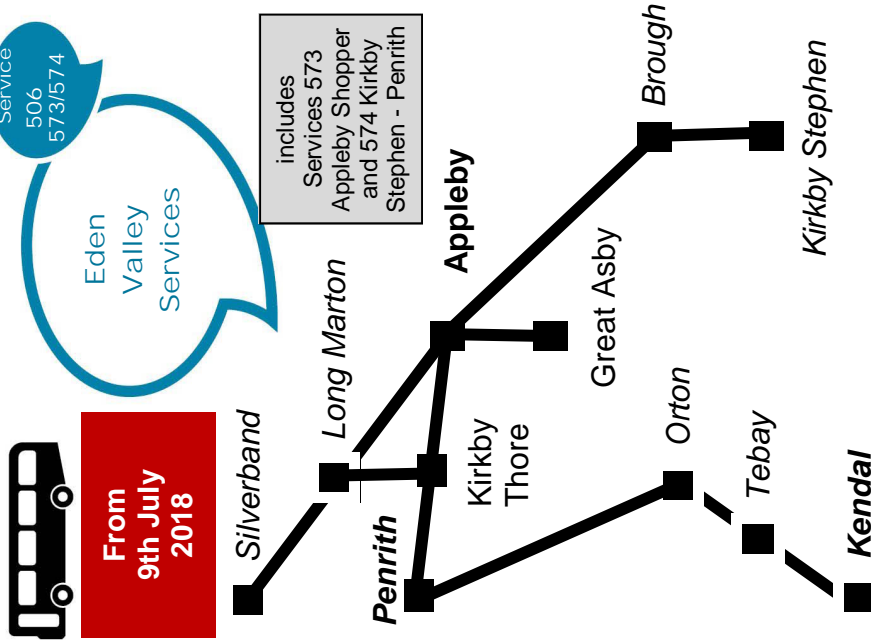 Service
506
573/574
Eden
Valley
Services
includes
Services 573
Appleby Shopper
and 574 Kirkby
Stephen - Penrith
From
9th July
2018
Silverband
Long Marton
Appleby
Brough
Kirkby Stephen
Great Asby
Kirkby
Thore
Penrith
Orton
Tebay
Kendal